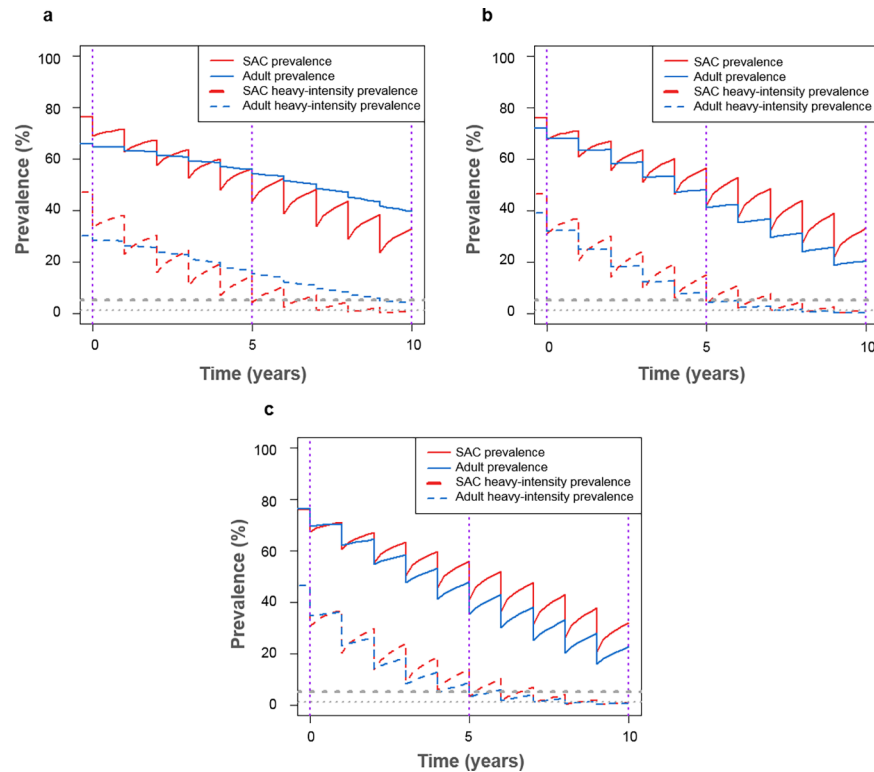 a
100
80
60
40
20
0
Prevalence (%)
SAC prevalence
Adult prevalence
SAC heavy-intensity prevalence
Adult heavy-intensity prevalence
0 5 10
Time (years)
b
100
80
60
40
20
0
Prevalence (%)
SAC prevalence
Adult prevalence
SAC heavy-intensity prevalence
Adult heavy-intensity prevalence
0 5 10
Time (years)
c
100
80
60
40
20
0
Prevalence (%)
SAC prevalence
Adult prevalence
SAC heavy-intensity prevalence
Adult heavy-intensity prevalence
0 5 10
Time (years)